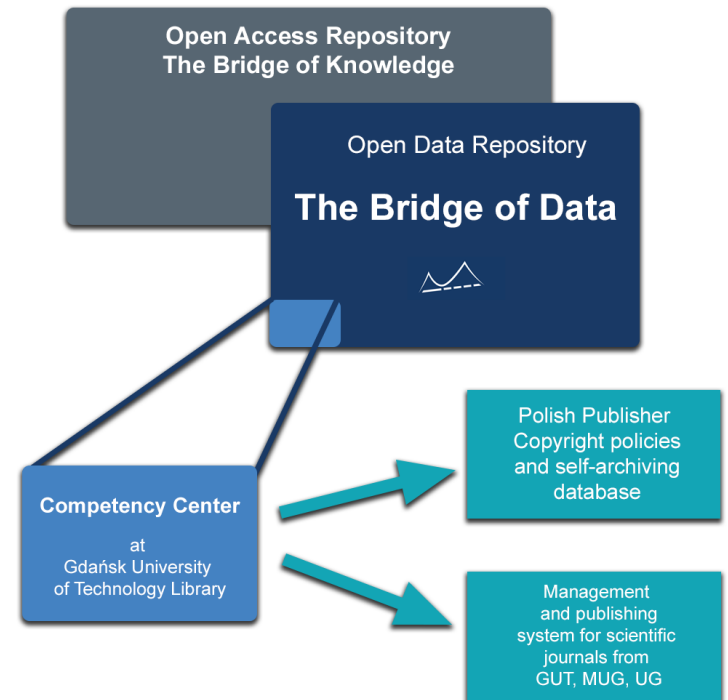 Open Access Repository
The Bridge of Knowledge
Open Data Repository
The Bridge of Data
Competency Center
at
Gdańsk University
of Technology Library
Polish Publisher
Copyright policies
and self-archiving
database
Management
and publishing
system for scientific
journals from
GUT, MUG, UG